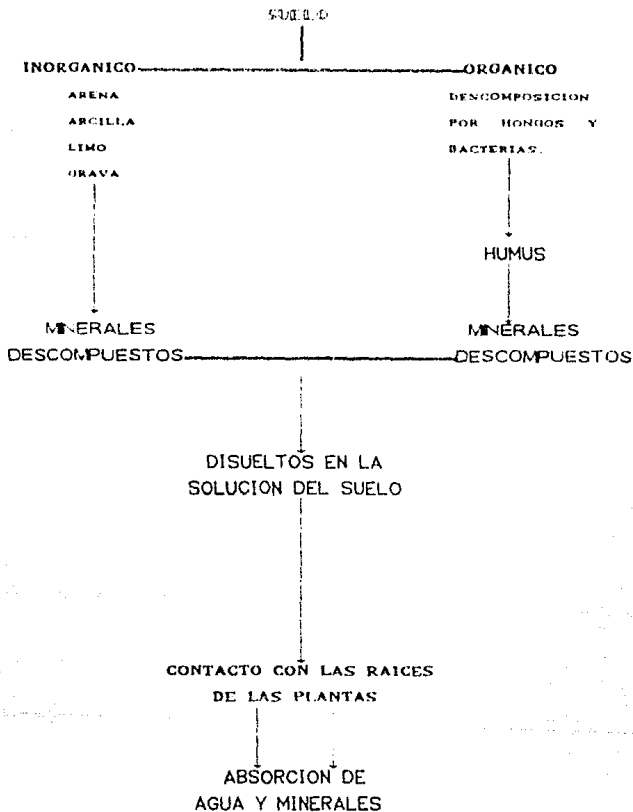 SUELO
INORGANICO ORGANICO
ARENA
ARCILLA
LIMO
GRAVA
DESCOMPOSICION
POR HONGOS Y
BACTERIAS.
HUMUS
MINERALES
DESCOMPUESTOS
MINERALES
DESCOMPUESTOS
DISUELTOS EN LA
SOLUCION DEL SUELO
CONTACTO CON LAS RAICES
DE LAS PLANTAS
ABSORCION DE
AGUA Y MINERALES